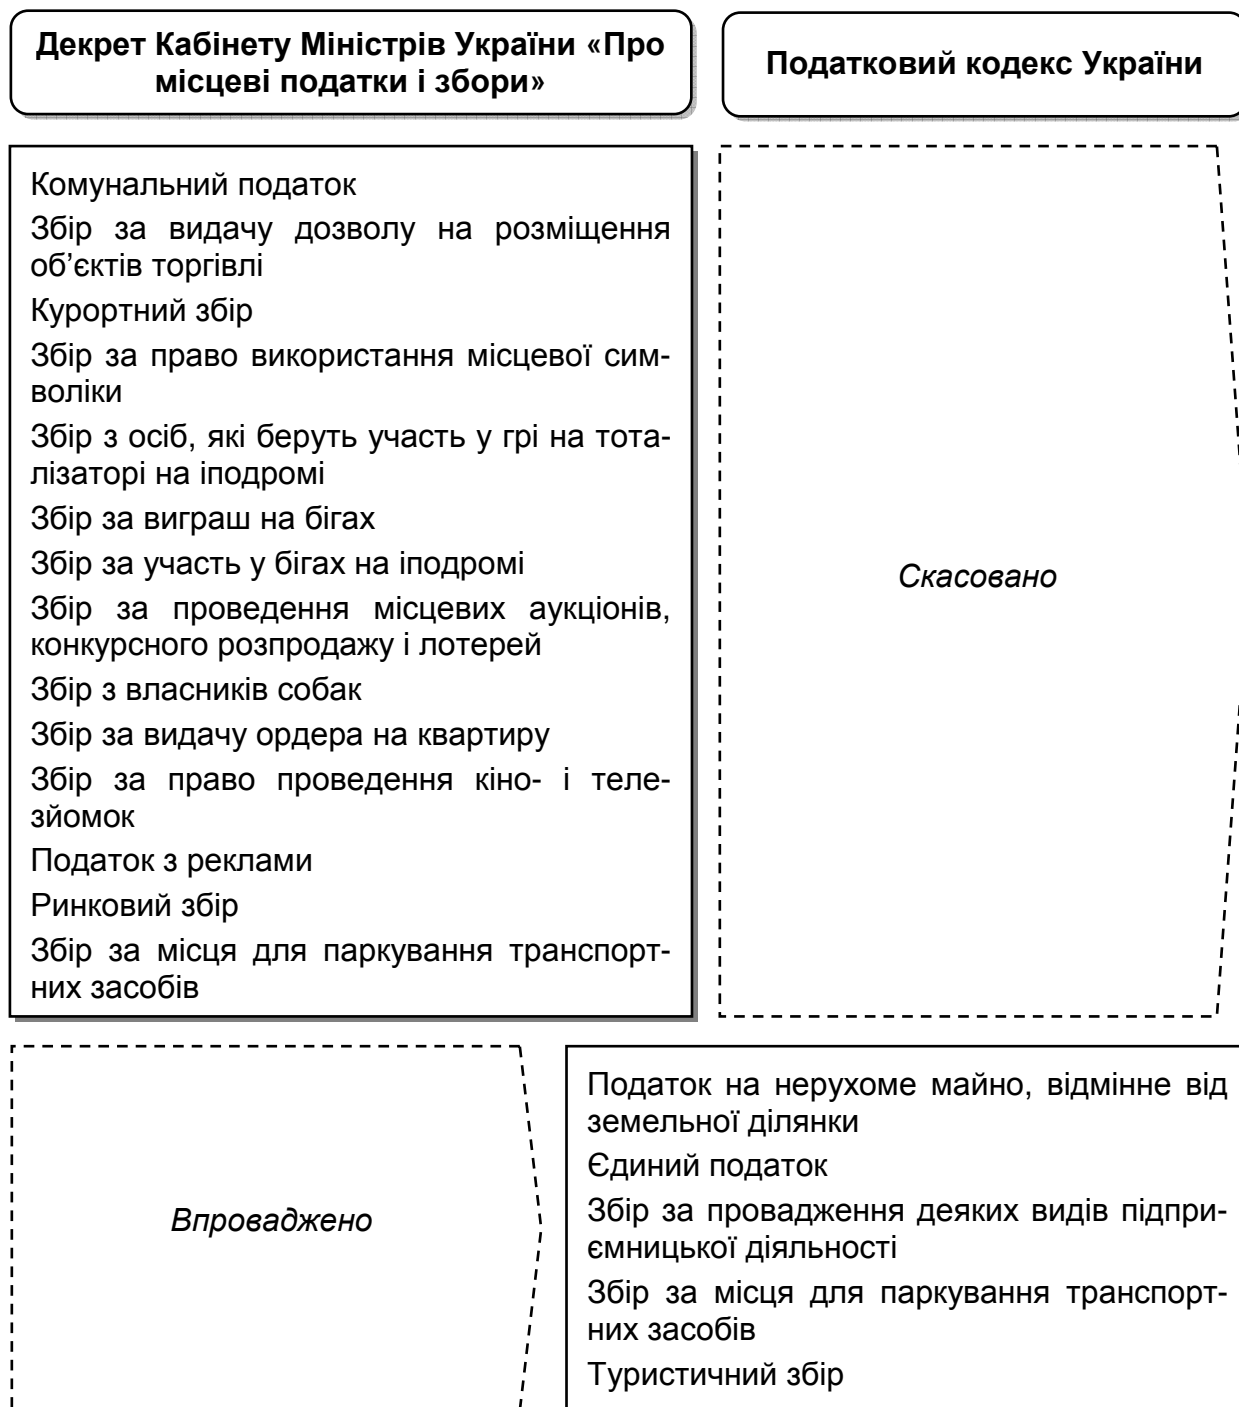 Декрет Кабінету Міністрів України «Про
місцеві податки і збори»
Податковий кодекс України
Комунальний податок
Збір за видачу дозволу на розміщення
об’єктів торгівлі
Курортний збір
Збір за право використання місцевої сим-
воліки
Збір з осіб, які беруть участь у грі на тота-
лізаторі на іподромі
Збір за виграш на бігах
Збір за участь у бігах на іподромі
Збір за проведення місцевих аукціонів,
конкурсного розпродажу і лотерей
Збір з власників собак
Збір за видачу ордера на квартиру
Збір за право проведення кіно- і теле-
зйомок
Податок з реклами
Ринковий збір
Збір за місця для паркування транспорт-
них засобів
Скасовано
Впроваджено
Податок на нерухоме майно, відмінне від
земельної ділянки
Єдиний податок
Збір за провадження деяких видів підпри-
ємницької діяльності
Збір за місця для паркування транспорт-
них засобів
Туристичний збір